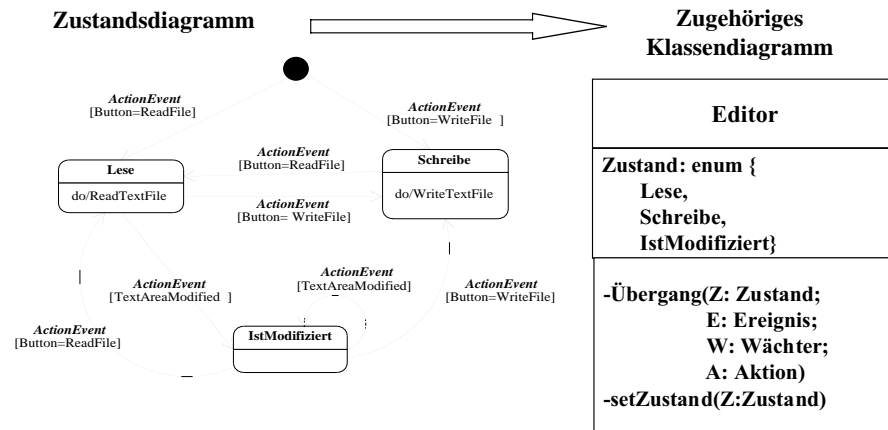 Zustandsdiagramm
Zugehöriges
Klassendiagramm
ActionEvent
[Button=ReadFile]
ActionEvent
[Button=WriteFile ]
Lese
do/ReadTextFile
ActionEvent
[Button=ReadFile]
ActionEvent
[Button= WriteFile]
Schreibe
do/WriteTextFile
ActionEvent
[TextAreaModified ]
ActionEvent
[TextAreaModified]
ActionEvent
[Button=WriteFile]
ActionEvent
[Button=ReadFile]
IstModifiziert
Editor
Zustand: enum {
Lese,
Schreibe,
IstModifiziert}
-Übergang(Z: Zustand;
E: Ereignis;
W: Wächter;
A: Aktion)
-setZustand(Z:Zustand)